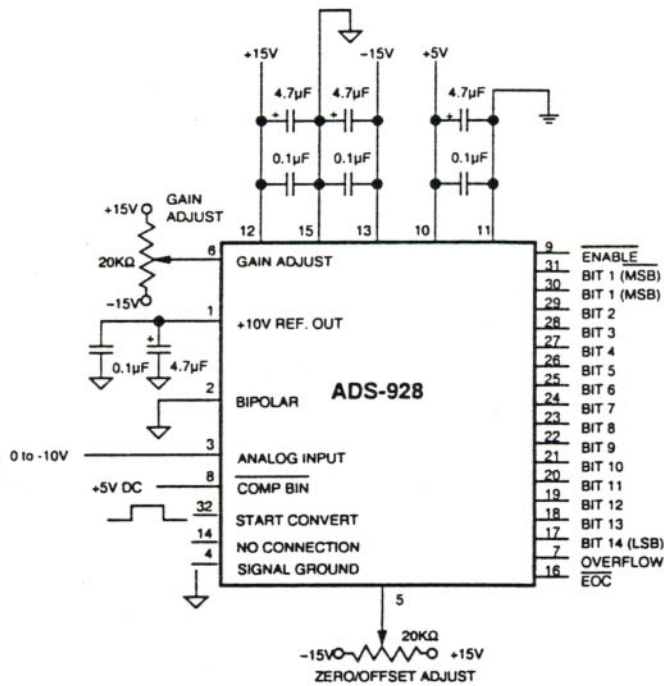 +15V
-15V
+5V
4.7µF
4.7µF
4.7µF
+
+
+
0.1µF
0.1µF
0.1µF
12
15
13
10
11
GAIN
ADJUST
+15V
20KΩ
-15V
6
GAIN ADJUST
1
+10V REF. OUT
+
0.1µF
4.7µF
2
BIPOLAR
ADS-928
0 to -10V
3
ANALOG INPUT
+5V DC
8
COMP BIN
32
START CONVERT
14
NO CONNECTION
4
SIGNAL GROUND
9
ENABLE
31
BIT 1 (MSB)
30
BIT 1 (MSB)
29
BIT 2
28
BIT 3
27
BIT 4
26
BIT 5
25
BIT 6
24
BIT 7
23
BIT 8
22
BIT 9
21
BIT 10
20
BIT 11
19
BIT 12
18
BIT 13
17
BIT 14 (LSB)
7
OVERFLOW
16
EOC
5
-15V
20KΩ
+15V
ZERO/OFFSET ADJUST